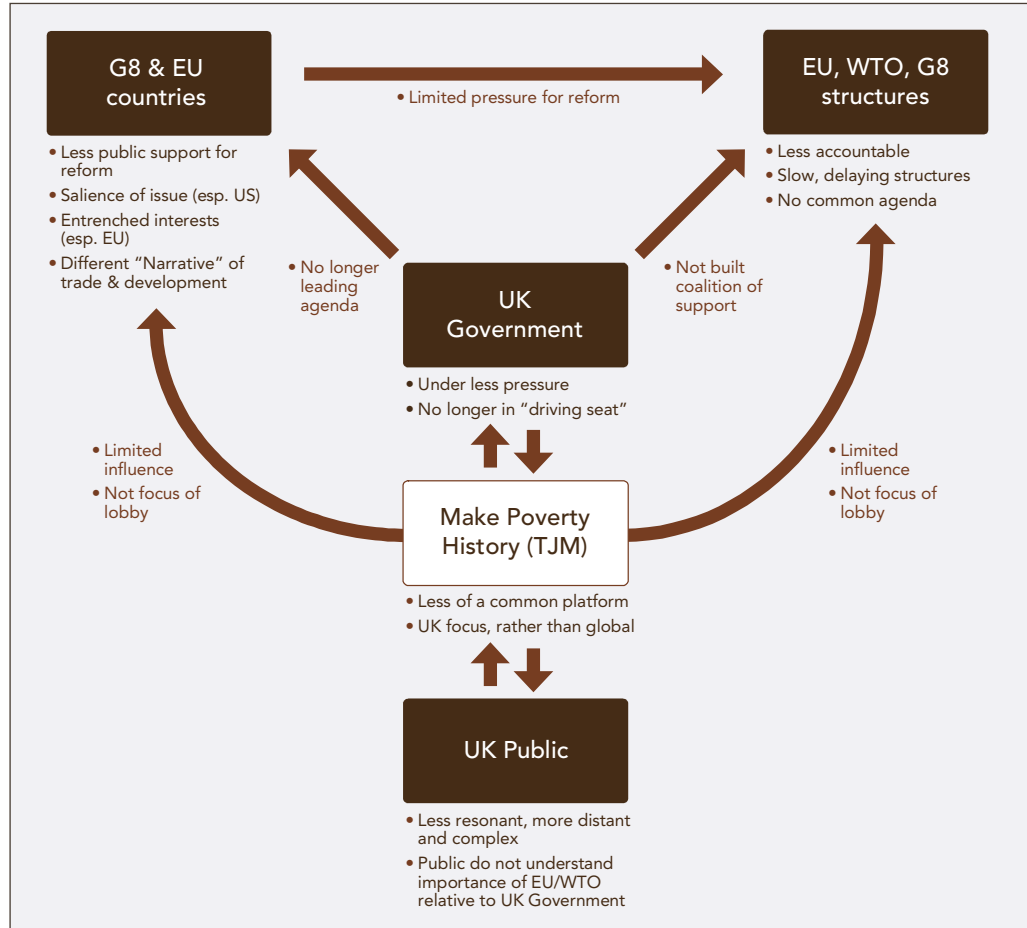 G8 & EU
countries
• Less public support for
reform
• Salience of issue (esp. US)
• Entrenched interests
(esp. EU)
• Different “Narrative” of
trade & development
• Limited pressure for reform
EU, WTO, G8
structures
• Less accountable
• Slow, delaying structures
• No common agenda
• No longer
leading
agenda
UK
Government
• Not built
coalition of
support
• Under less pressure
• No longer in “driving seat”
• Limited
influence
• Not focus of
lobby
Make Poverty
History (TJM)
• Limited
influence
• Not focus of
lobby
• Less of a common platform
• UK focus, rather than global
UK Public
• Less resonant, more distant
and complex
• Public do not understand
importance of EU/WTO
relative to UK Government